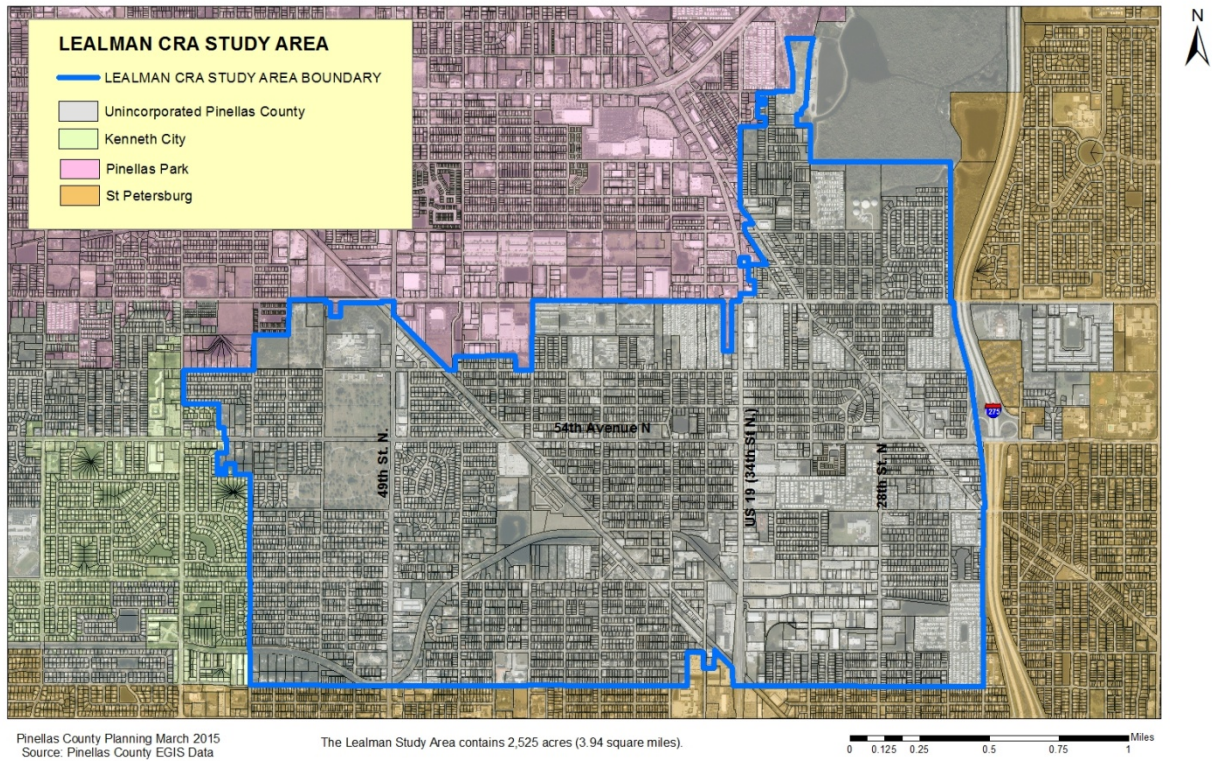 N
LEALMAN CRA STUDY AREA
LEALMAN CRA STUDY AREA BOUNDARY
Unincorporated Pinellas County
Kenneth City
Pinellas Park
St Petersburg
275
54th Avenue N
49th St. N.
US 19 (34th St N.)
28th St. N
Pinellas County Planning March 2015
Source: Pinellas County EGIS Data
The Lealman Study Area contains 2,525 acres (3.94 square miles).
Miles
0 0.125 0.25 0.5 0.75 1